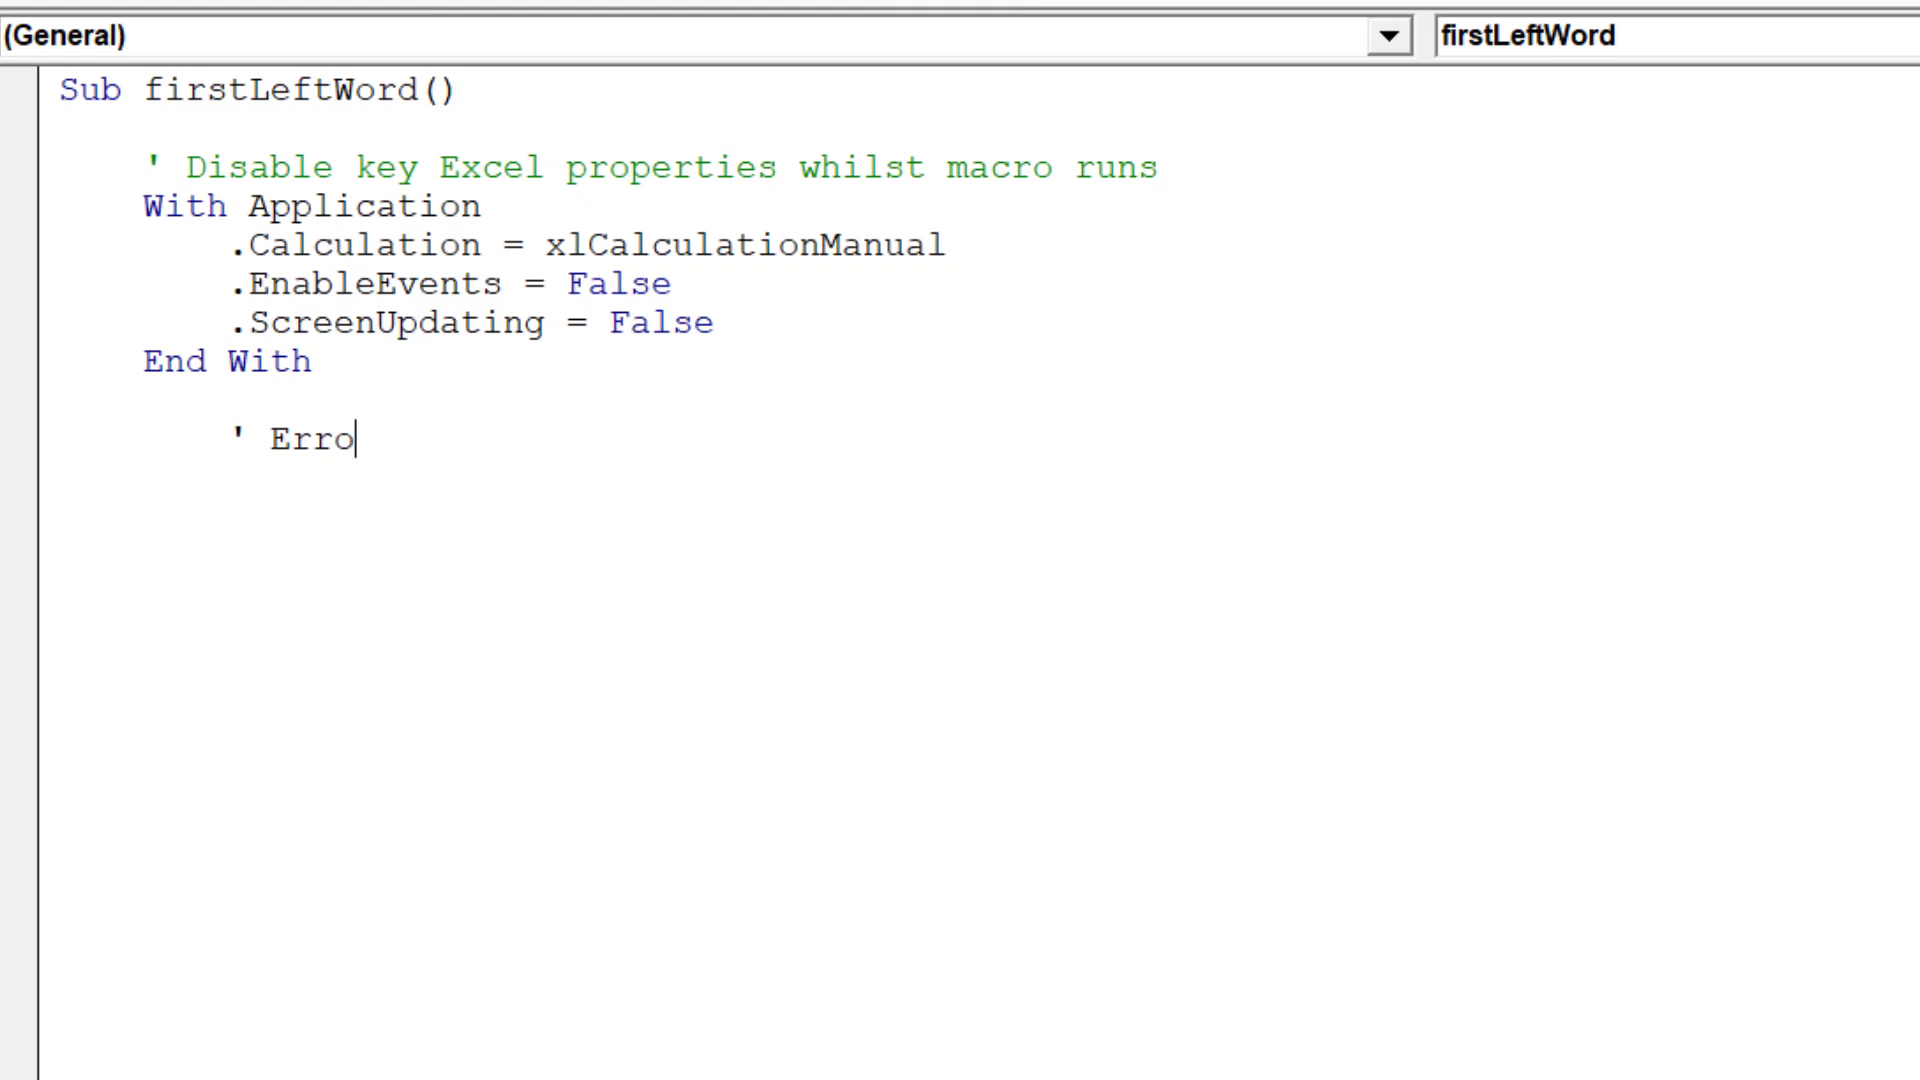 (General)
firstLeftWord
Sub firstLeftWord()
' Disable key Excel properties whilst macro runs
With Application
.Calculation = xlCalculationManual
.EnableEvents = False
.ScreenUpdating = False
End With
' Erro